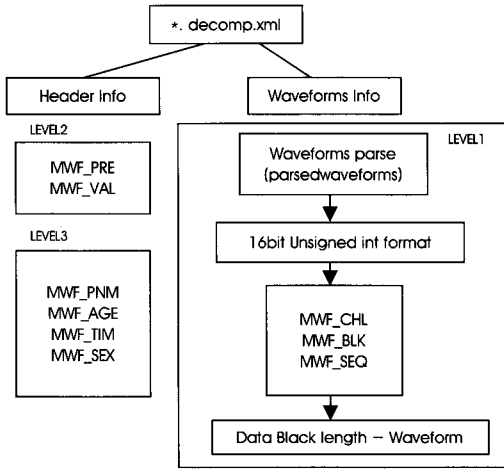 *. decomp.xml
Header Info
Waveforms Info
LEVEL2
MWF_PRE
MWF_VAL
LEVEL3
MWF_PNM
MWF_AGE
MWF_TIM
MWF_SEX
LEVEL1
Waveforms parse
(parsedwaveforms)
16bit Unsigned int format
MWF_CHL
MWF_BLK
MWF_SEQ
Data Black length – Waveform